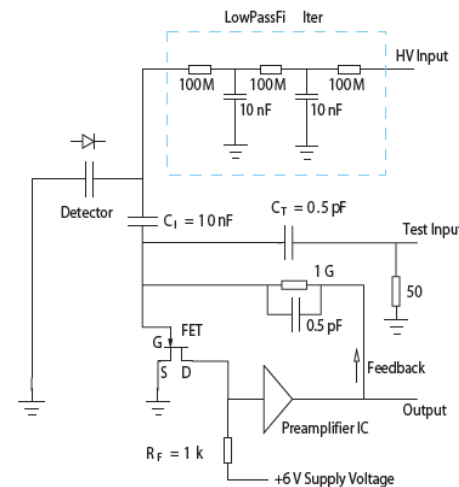 LowPassFi lter
HV Input
100M 100M 100M
10 nF 10 nF
Detector
C₁ = 10 nF
C_T = 0.5 pF
Test Input
1 G
50
0.5 pF
FET
G
S D
Feedback
Output
Preamplifier IC
R_F = 1 k
+6 V Supply Voltage